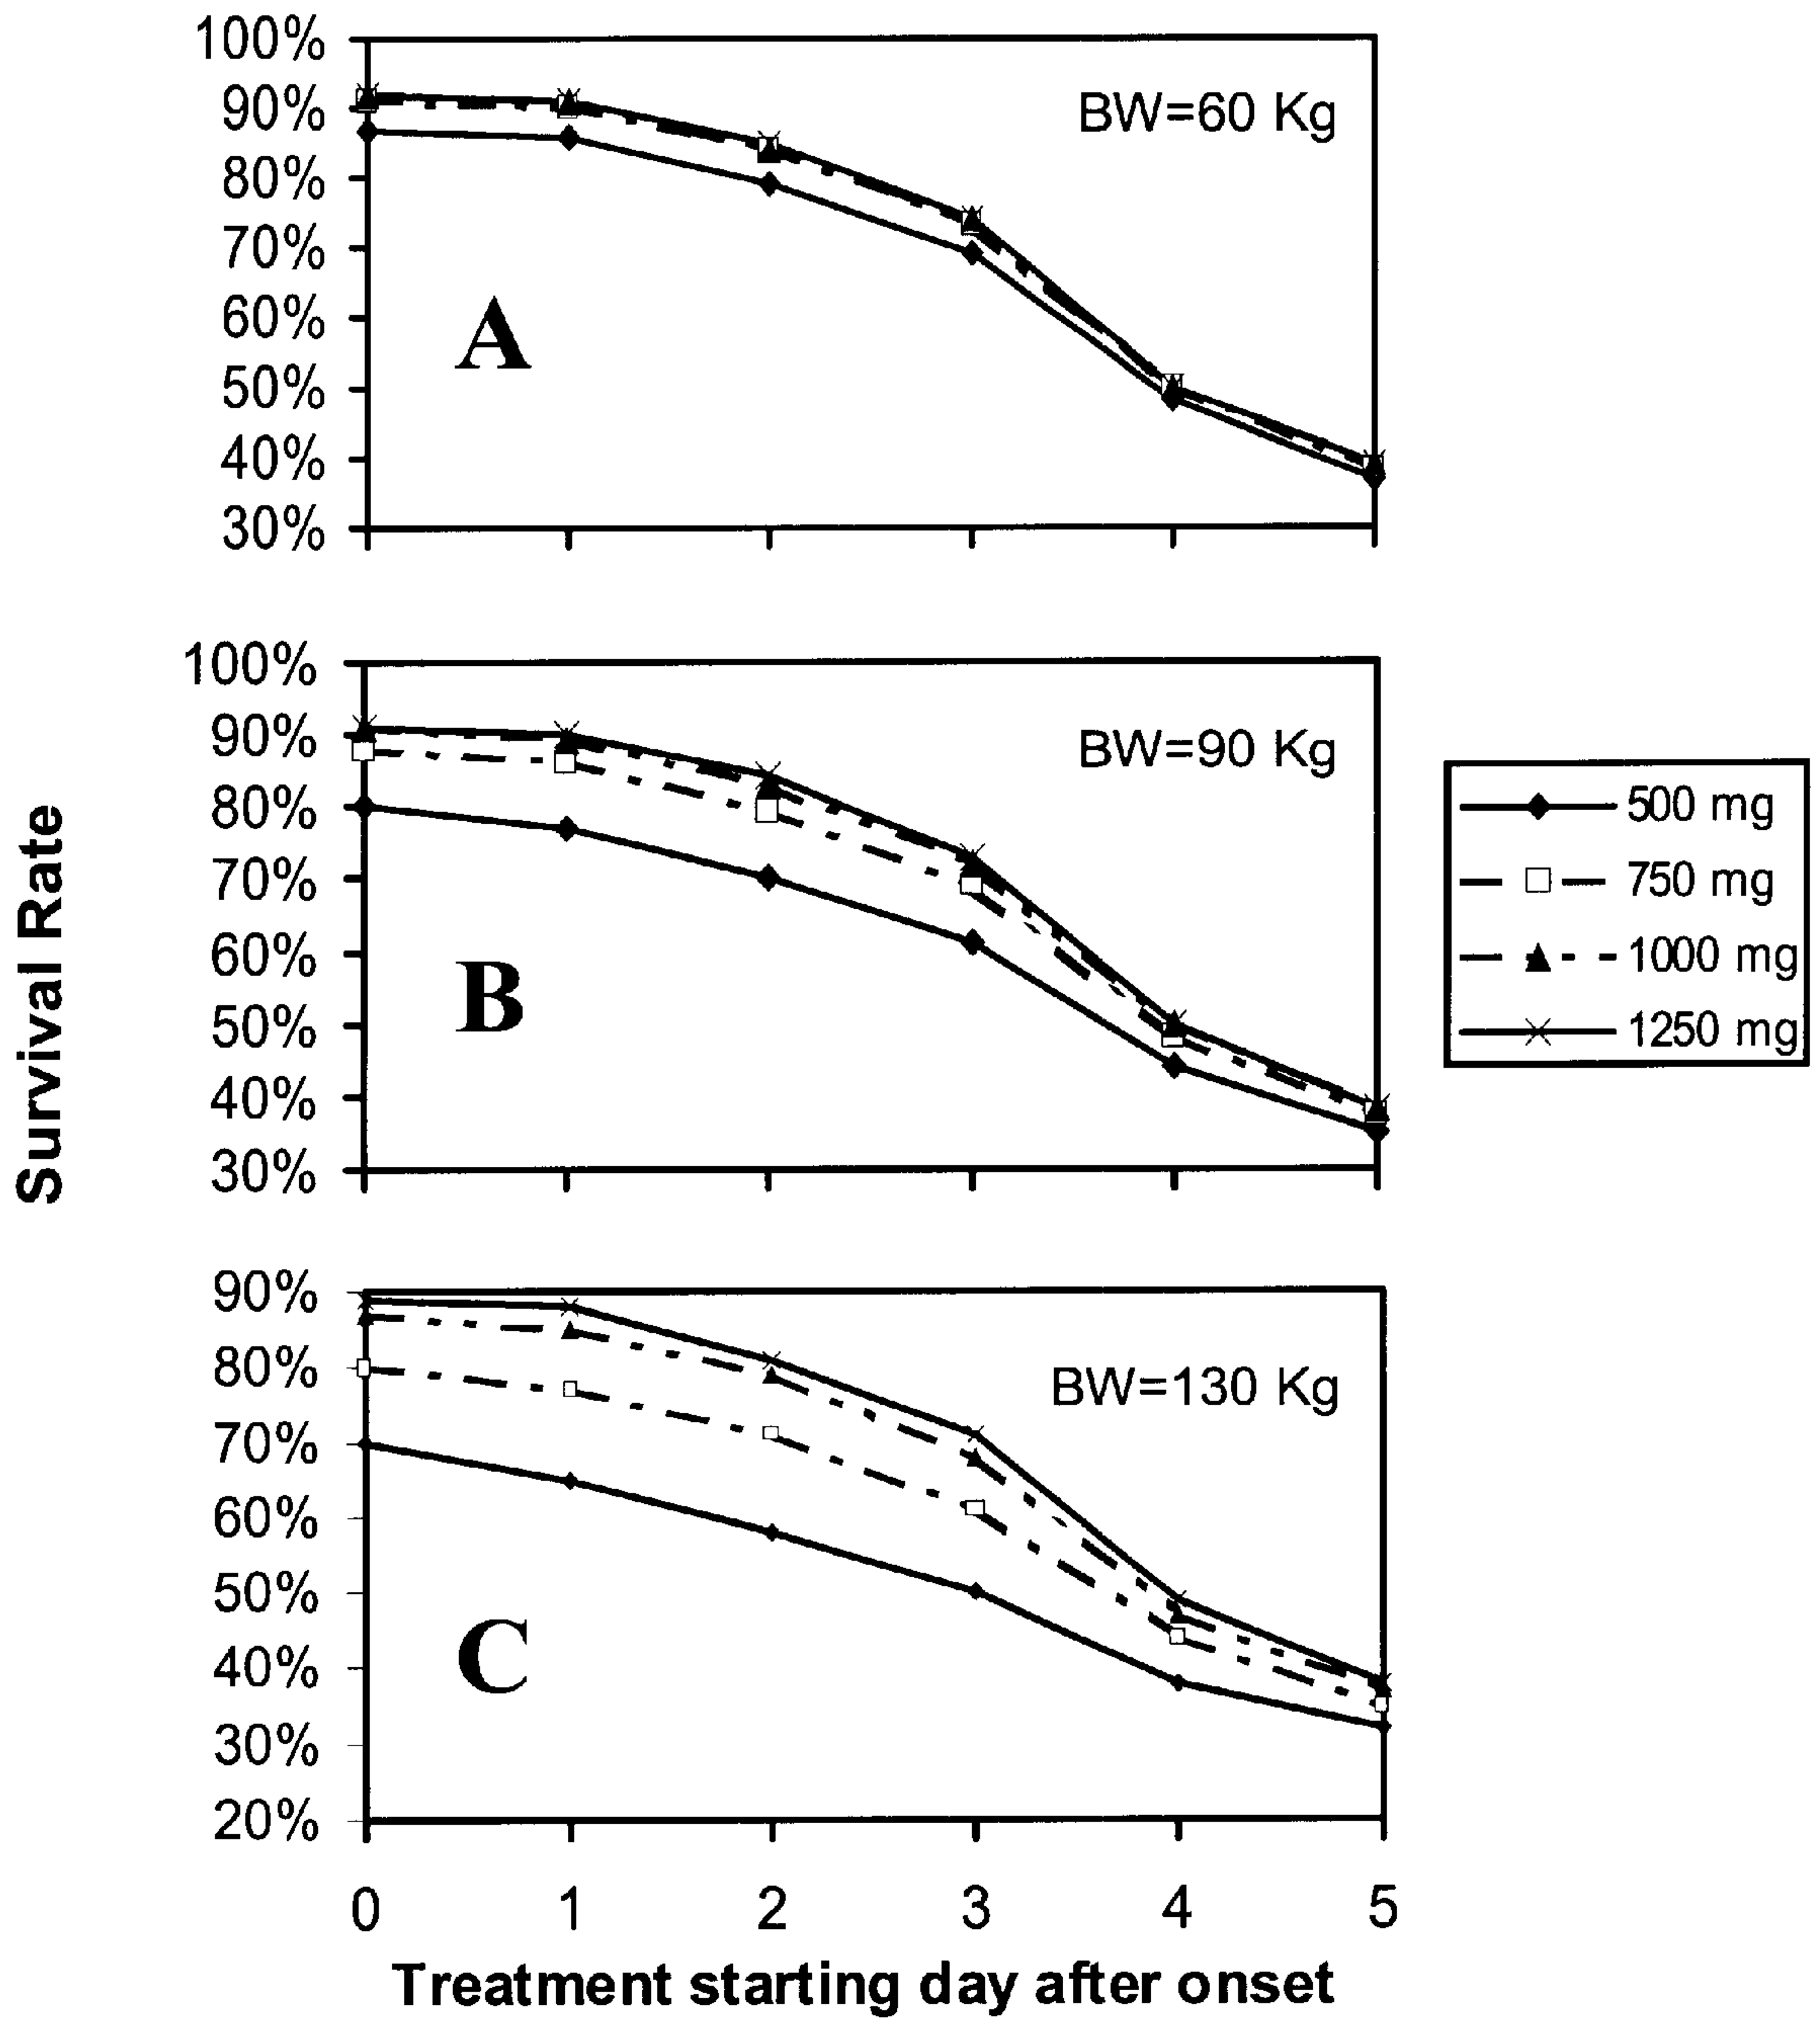 100%
90%
80%
70%
60%
50%
40%
30%
BW=60 Kg
A
100%
90%
80%
70%
60%
50%
40%
30%
BW=90 Kg
B
500 mg
750 mg
1000 mg
1250 mg
Survival Rate
90%
80%
70%
60%
50%
40%
30%
20%
BW=130 Kg
C
0 1 2 3 4 5
Treatment starting day after onset